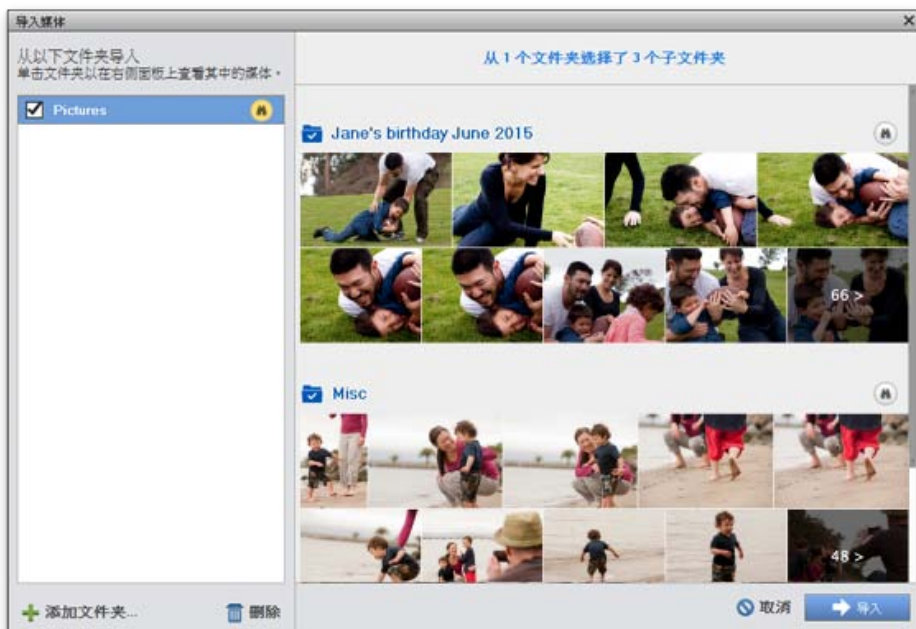 导入媒体
从以下文件夹导入
单击文件夹以在右侧面板上查看其中的媒体。
Pictures
添加文件夹...
删除
从 1 个文件夹选择了 3 个子文件夹
Jane's birthday June 2015
66 >
Misc
48 >
取消
导入